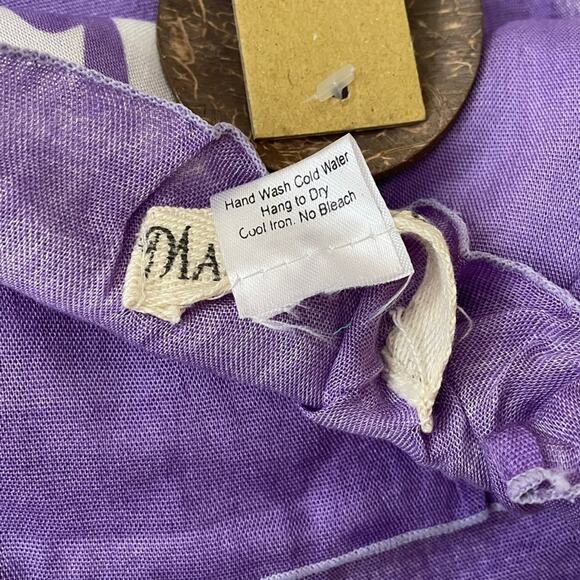 Hand Wash Cold Water
Hang to Dry
Cool Iron. No Bleach